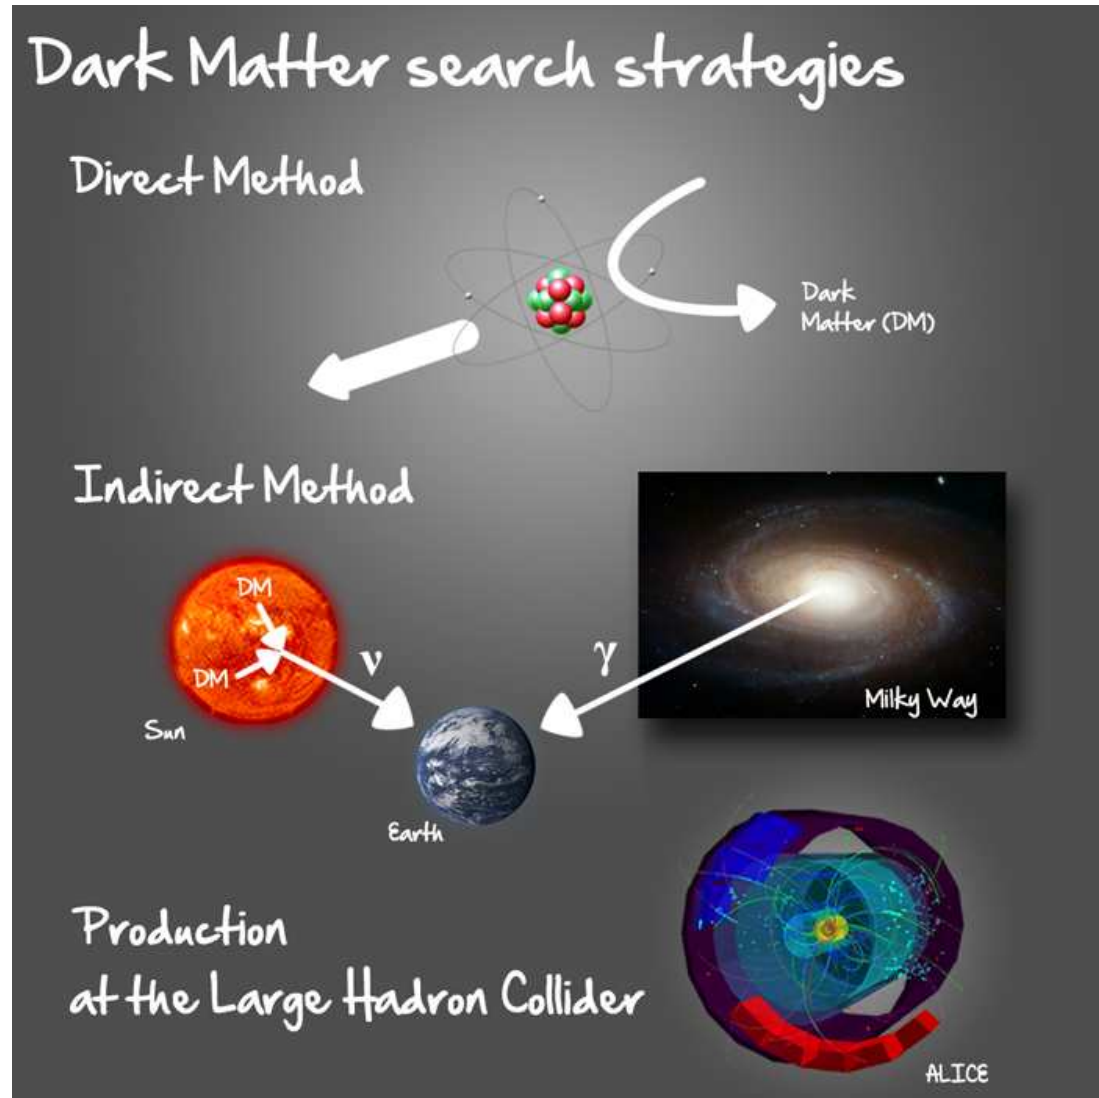 Dark Matter search strategies
Direct Method
Dark
Matter (DM)
Indirect Method
DM
DM
ν
γ
Milky Way
Sun
Earth
Production
at the Large Hadron Collider
ALICE